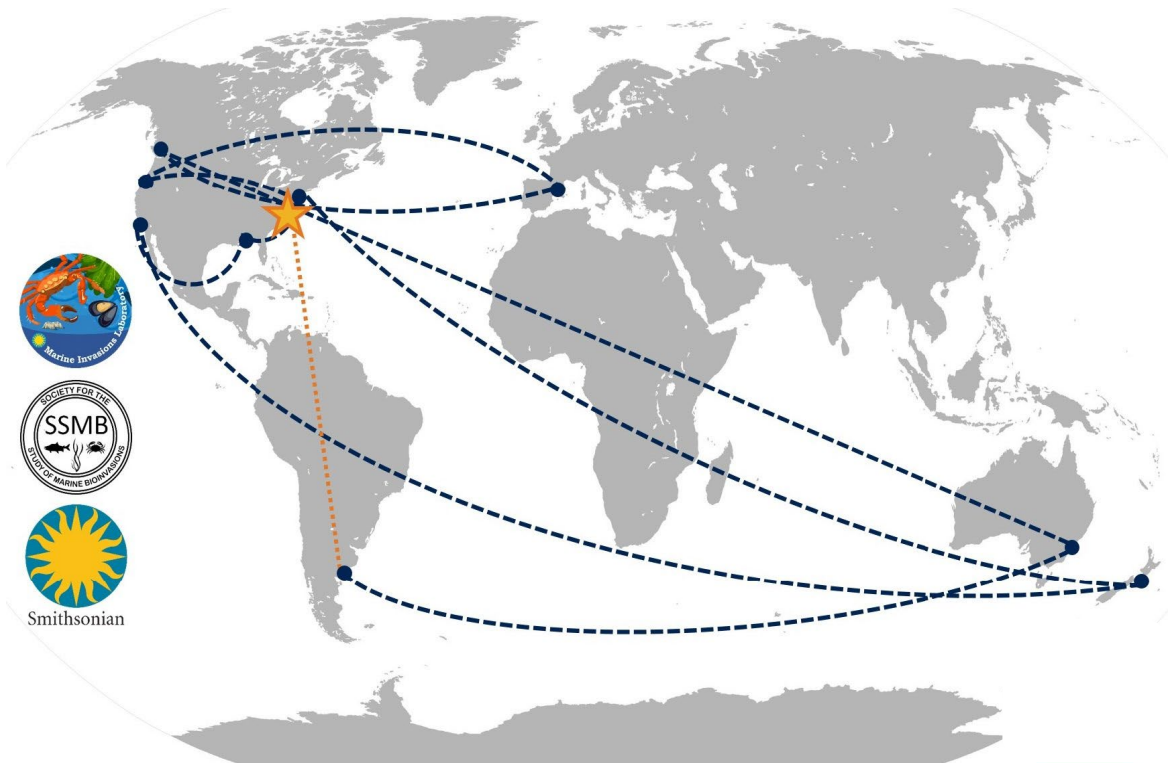 Marine Invasions Laboratory
SOCIETY FOR THE
SSMB
STUDY OF MARINE BIOINVASIONS
Smithsonian